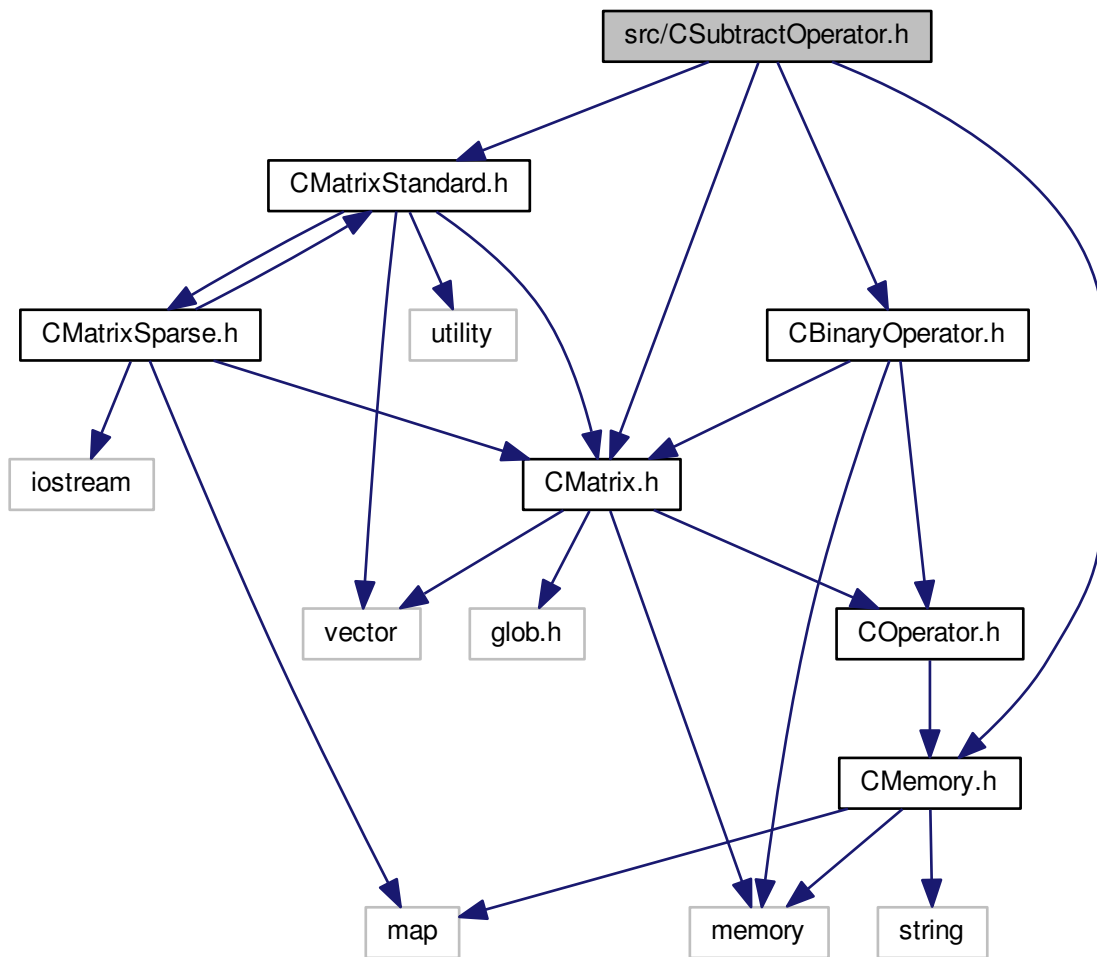 src/CSubtractOperator.h
CMatrixStandard.h
CMatrixSparse.h
utility
CBinaryOperator.h
iostream
CMatrix.h
vector
glob.h
COperator.h
CMemory.h
map
memory
string